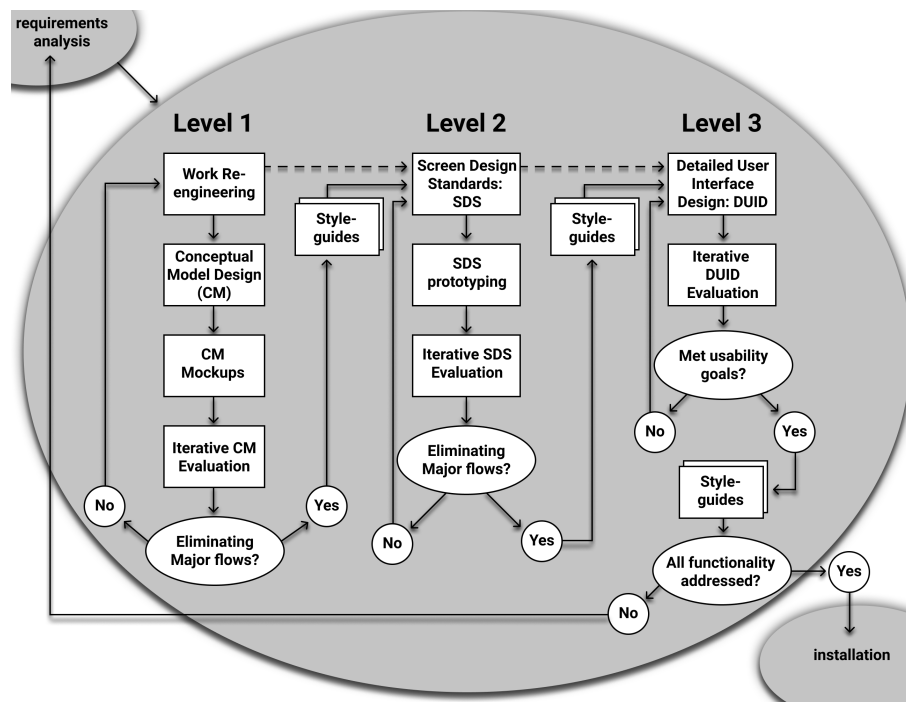 requirements
analysis
Level 1
Level 2
Level 3
Work Re-
engineering
Conceptual
Model Design
(CM)
CM
Mockups
Iterative CM
Evaluation
No
Eliminating
Major flows?
Yes
Style-
guides
Screen Design
Standards:
SDS
SDS
prototyping
Iterative SDS
Evaluation
Eliminating
Major flows?
No
Yes
Style-
guides
Detailed User
Interface
Design: DUID
Iterative
DUID
Evaluation
Met usability
goals?
No
Yes
Style-
guides
All functionality
addressed?
No
Yes
installation